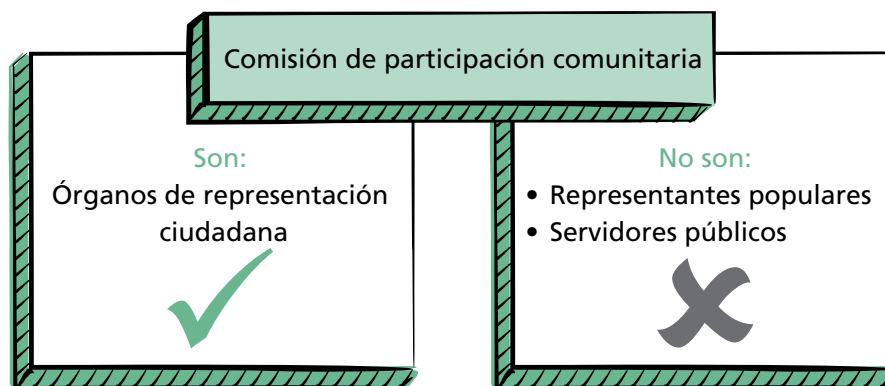 Comisión de participación comunitaria
Son:
Órganos de representación
ciudadana
No son:
• Representantes populares
• Servidores públicos